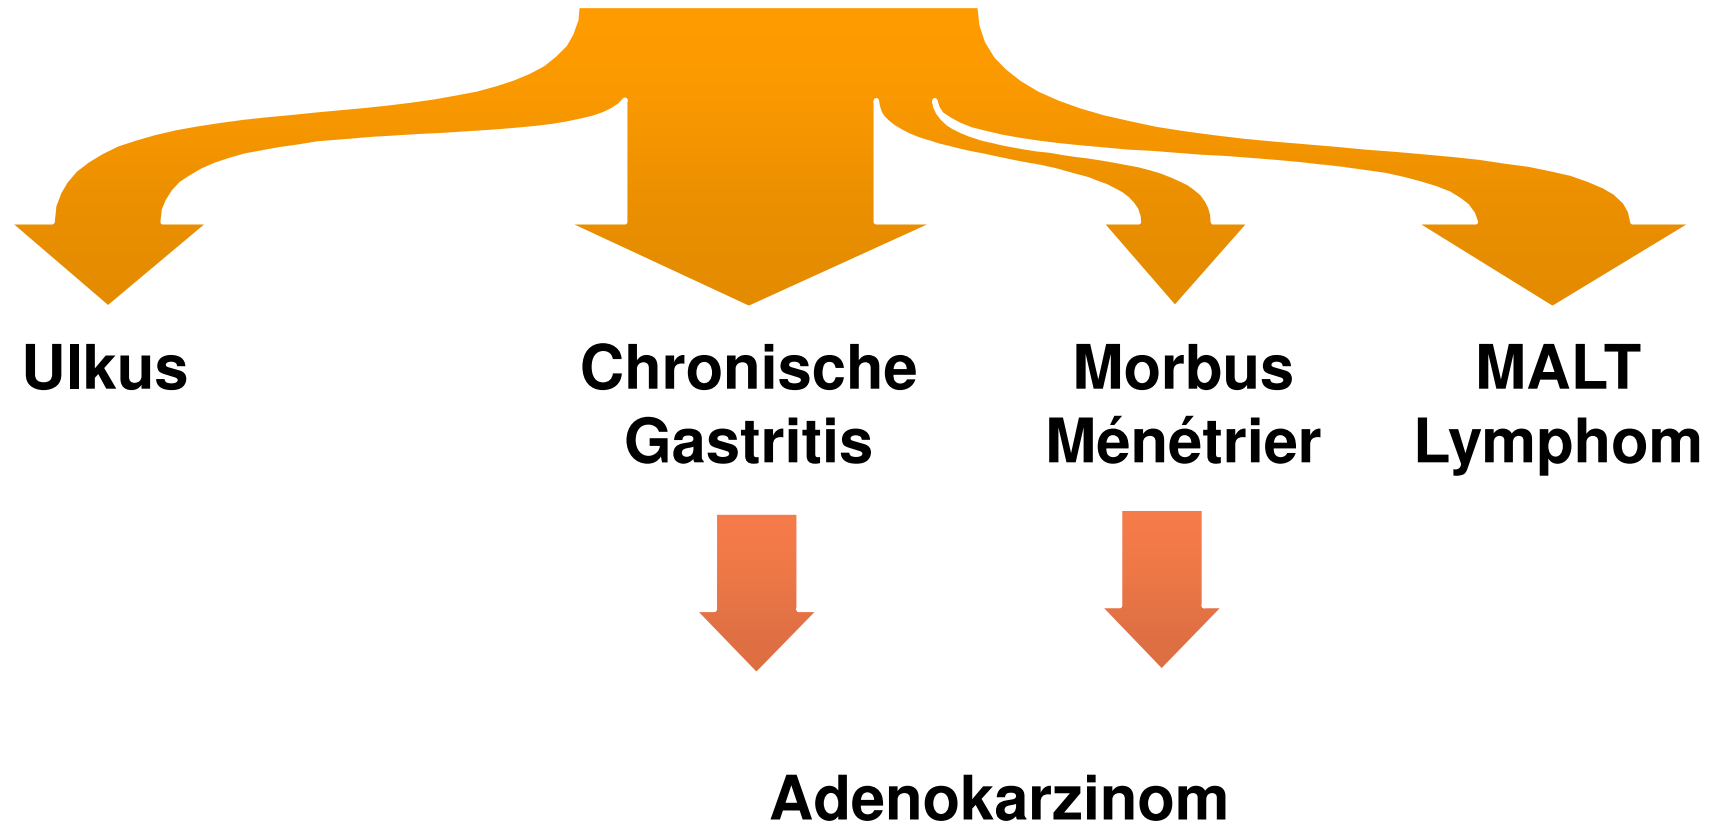 Ulkus
Chronische
Gastritis
Morbus
Ménétrier
MALT
Lymphom
Adenokarzinom